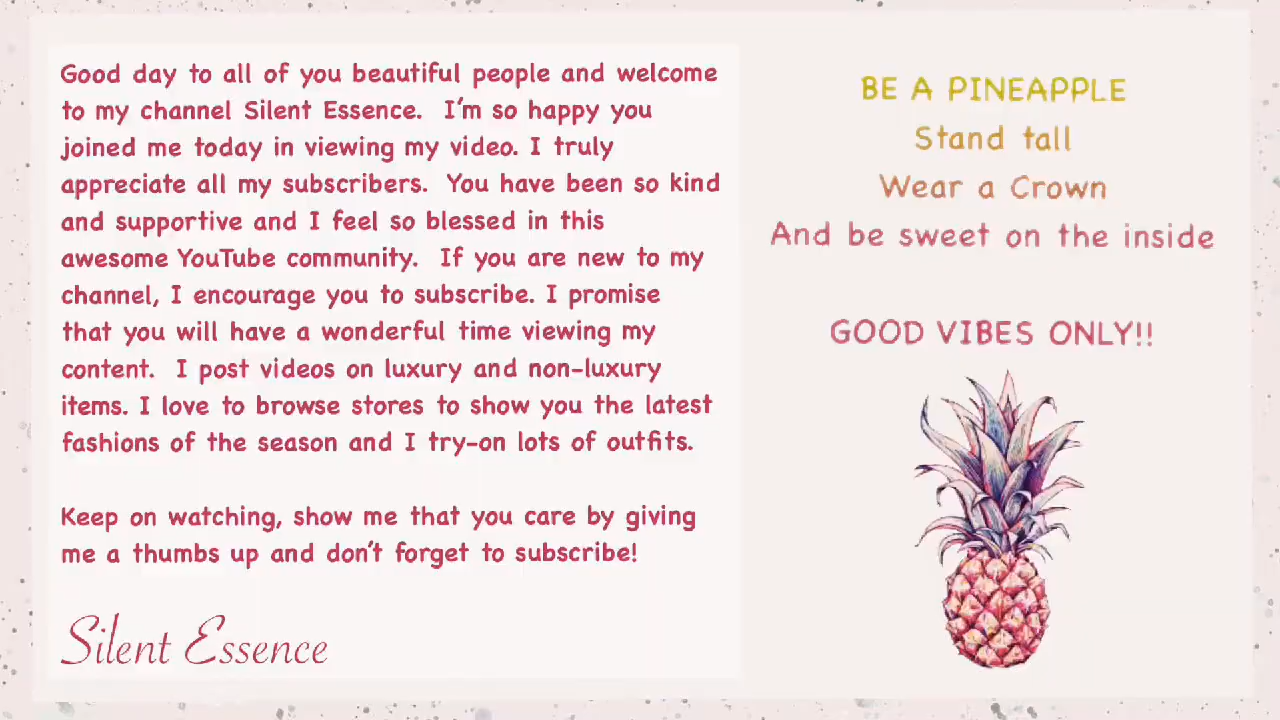 Good day to all of you beautiful people and welcome
to my channel Silent Essence.  I'm so happy you
joined me today in viewing my video. I truly
appreciate all my subscribers.  You have been so kind
and supportive and I feel so blessed in this
awesome YouTube community.  If you are new to my
channel, I encourage you to subscribe. I promise
that you will have a wonderful time viewing my
content.  I post videos on luxury and non-luxury
items. I love to browse stores to show you the latest
fashions of the season and I try-on lots of outfits.
Keep on watching, show me that you care by giving
me a thumbs up and don't forget to subscribe!
Silent Essence
BE A PINEAPPLE
Stand tall
Wear a Crown
And be sweet on the inside
GOOD VIBES ONLY!!